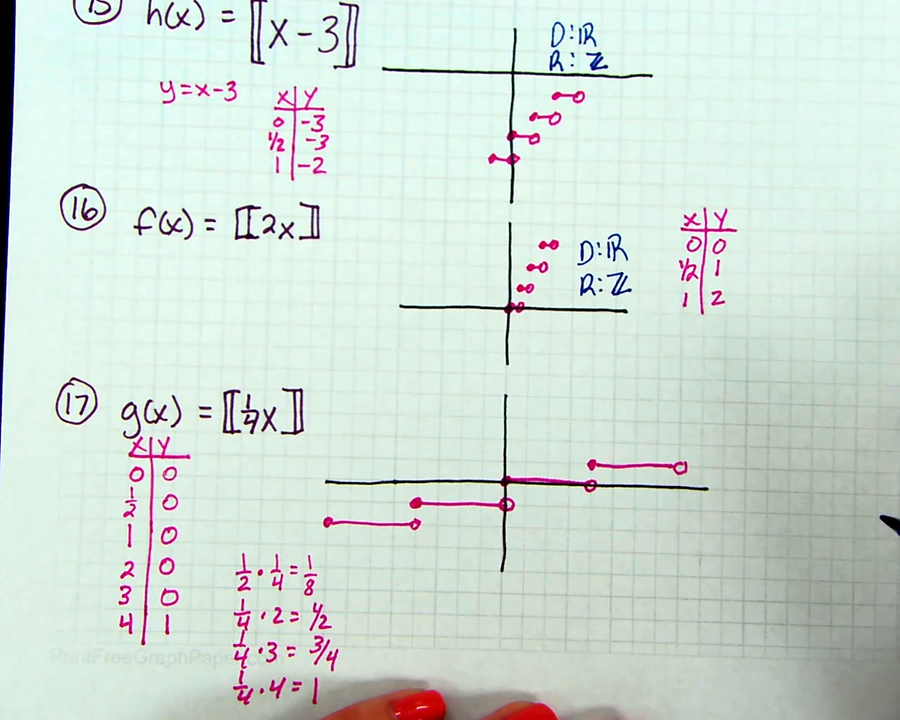 15 h(x) = ⟦x-3⟧
D: ℝ
R: ℤ
y=x-3
x y
0 -3
1/2 -3
1 -2
16 f(x) = ⟦2x⟧
D: ℝ
R: ℤ
x y
0 0
1/2 1
1 2
17 g(x) = ⟦1/4x⟧
x y
0 0
1/2 0
1 0
2 0
3 0
4 1
1/2 · 1/4 = 1/8
1/4 · 2 = 1/2
1/4 · 3 = 3/4
1/4 · 4 = 1
PrintFreeGraphPaper.com